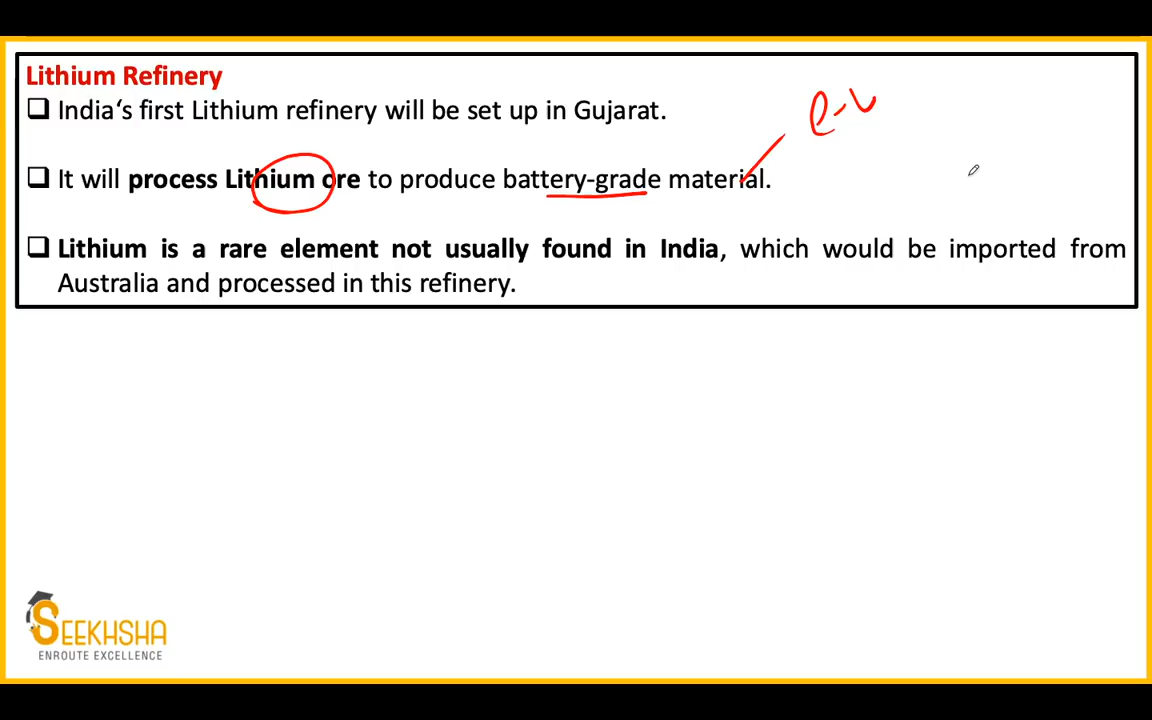 Lithium Refinery
❑ India‘s first Lithium refinery will be set up in Gujarat.
e-v
❑ It will process Lithium ore to produce battery-grade material.
❑ Lithium is a rare element not usually found in India, which would be imported from
Australia and processed in this refinery.
SEEKHSHA
ENROUTE EXCELLENCE